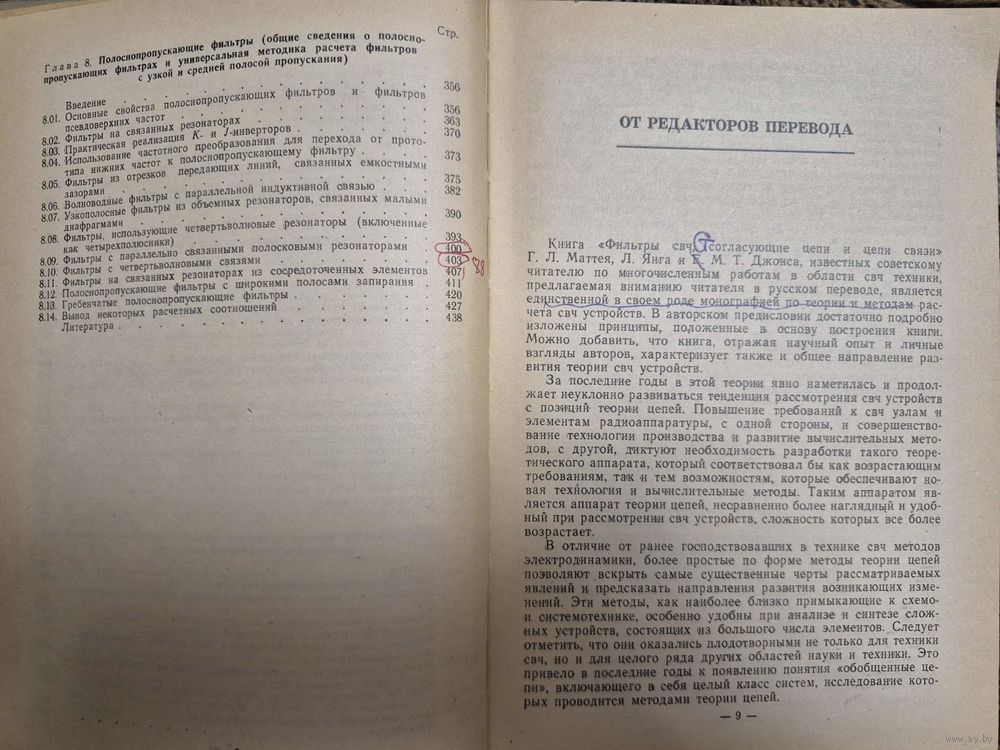 Стр.
Глава 8. Полоснопропускающие фильтры (общие сведения о полосно-
пропускающих фильтрах и универсальная методика расчета фильтров
с узкой и средней полосой пропускания)
Введение . . . . . . . . . . 356
8.01. Основные свойства полоснопропускающих фильтров и фильтров
псевдоверхних частот . . . . . . . . . . 356
8.02. Фильтры на связанных резонаторах . . . . . . . 363
8.03. Практическая реализация K- и J-инверторов . . . . . 370
8.04. Использование частотного преобразования для перехода от прото-
типа нижних частот к полоснопропускающему фильтру . . . . 373
8.05. Фильтры из отрезков передающих линий, связанных емкостными
зазорами . . . . . . . . . . 375
8.06. Волноводные фильтры с параллельной индуктивной связью . . . 382
8.07. Узкополосные фильтры из объемных резонаторов, связанных малыми
диафрагмами . . . . . . . . . . 390
8.08. Фильтры, использующие четвертьволновые резонаторы (включенные
как четырехполюсники) . . . . . . . . . . 393
8.09. Фильтры с параллельно связанными полосковыми резонаторами . . 400
8.10. Фильтры с четвертьволновыми связями . . . . . . 403
8.11. Фильтры на связанных резонаторах из сосредоточенных элементов 407
8.12. Полоснопропускающие фильтры с широкими полосами запирания . 411
8.13. Гребенчатые полоснопропускающие фильтры . . . . . 420
8.14. Вывод некоторых расчетных соотношений . . . . . . 427
Литература . . . . . . . . . . 438
ОТ РЕДАКТОРОВ ПЕРЕВОДА
Книга «Фильтры свч, согласующие цепи и цепи связи»
Г. Л. Маттея, Л. Янга и Е. М. Т. Джонса, известных советскому
читателю по многочисленным работам в области свч техники,
предлагаемая вниманию читателя в русском переводе, является
единственной в своем роде монографией по теории и методам рас-
чета свч устройств. В авторском предисловии достаточно подробно
изложены принципы, положенные в основу построения книги.
Можно добавить, что книга, отражая научный опыт и личные
взгляды авторов, характеризует также и общее направление раз-
вития теории свч устройств.
За последние годы в этой теории явно наметилась и продол-
жает неуклонно развиваться тенденция рассмотрения свч устройств
с позиций теории цепей. Повышение требований к свч узлам и
элементам радиоаппаратуры, с одной стороны, и совершенство-
вание технологии производства и развитие вычислительных мето-
дов, с другой, диктуют необходимость разработки такого теоре-
тического аппарата, который соответствовал бы как возрастающим
требованиям, так и тем возможностям, которые обеспечивают но-
вая технология и вычислительные методы. Таким аппаратом яв-
ляется аппарат теории цепей, несравненно более наглядный и удоб-
ный при рассмотрении свч устройств, сложность которых все более
возрастает.
В отличие от ранее господствовавших в технике свч методов
электродинамики, более простые по форме методы теории цепей
позволяют вскрыть самые существенные черты рассматриваемых
явлений и предсказать направления развития возникающих изме-
нений. Эти методы, как наиболее близко примыкающие к схемо-
и системотехнике, особенно удобны при анализе и синтезе слож-
ных устройств, состоящих из большого числа элементов. Следует
отметить, что они оказались плодотворными не только для техники
свч, но и для целого ряда других областей науки и техники. Это
привело в последние годы к появлению понятия «обобщенные це-
пи», включающего в себя целый класс систем, исследование кото-
рых проводится методами теории цепей.
— 9 —
www.ay.by